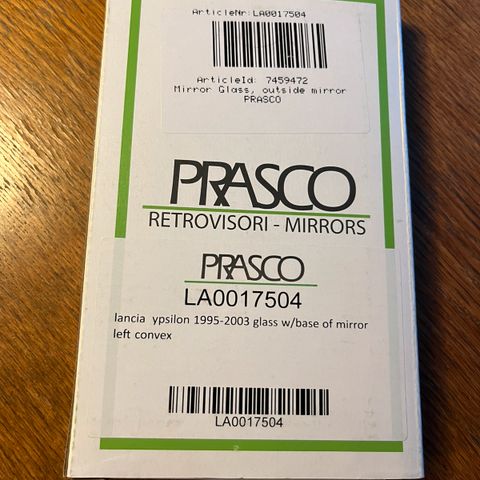 ArticleNr:LA0017504
ArticleId: 7459472
Mirror Glass, outside mirror
PRASCO
PRASCO
RETROVISORI - MIRRORS
PRASCO
LA0017504
lancia ypsilon 1995-2003 glass w/base of mirror
left convex
LA0017504